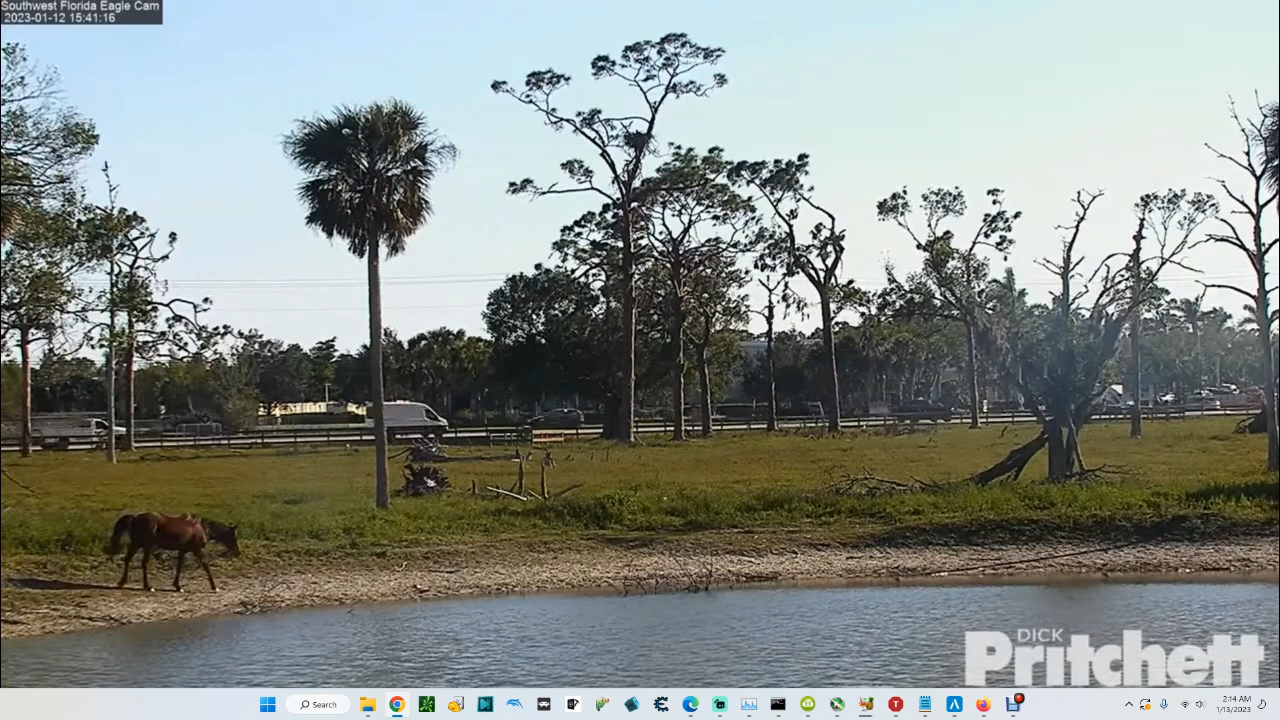 Southwest Florida Eagle Cam
2023-01-12 15:41:16
DICK
Pritchett
Search
2:14 AM
1/13/2023